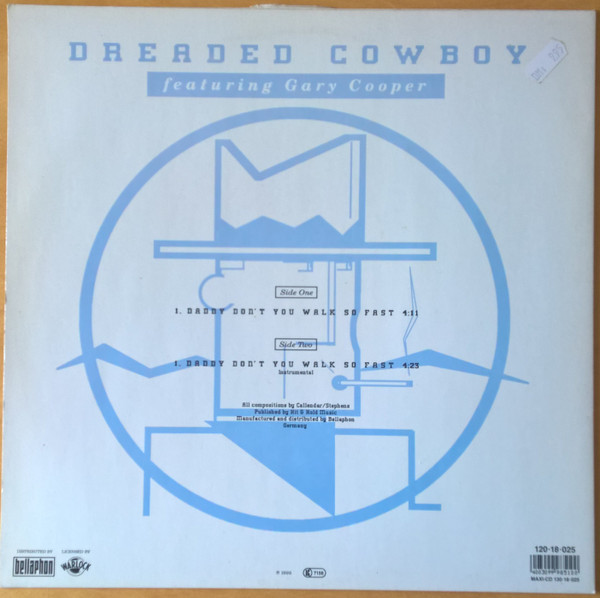 DREADED COWBOY
featuring Gary Cooper
Side One
1. DADDY DON'T YOU WALK SO FAST 4:11
Side Two
1. DADDY DON'T YOU WALK SO FAST 4:23
Instrumental
All compositions by Callender/Stephens
Published by Hit & Hold Music
Manufactured and distributed by Bellaphon
Germany
DISTRIBUTED BY LICENSED BY
bellaphon WARLOCK
120·18·025
MAXI-CD 120 18 025